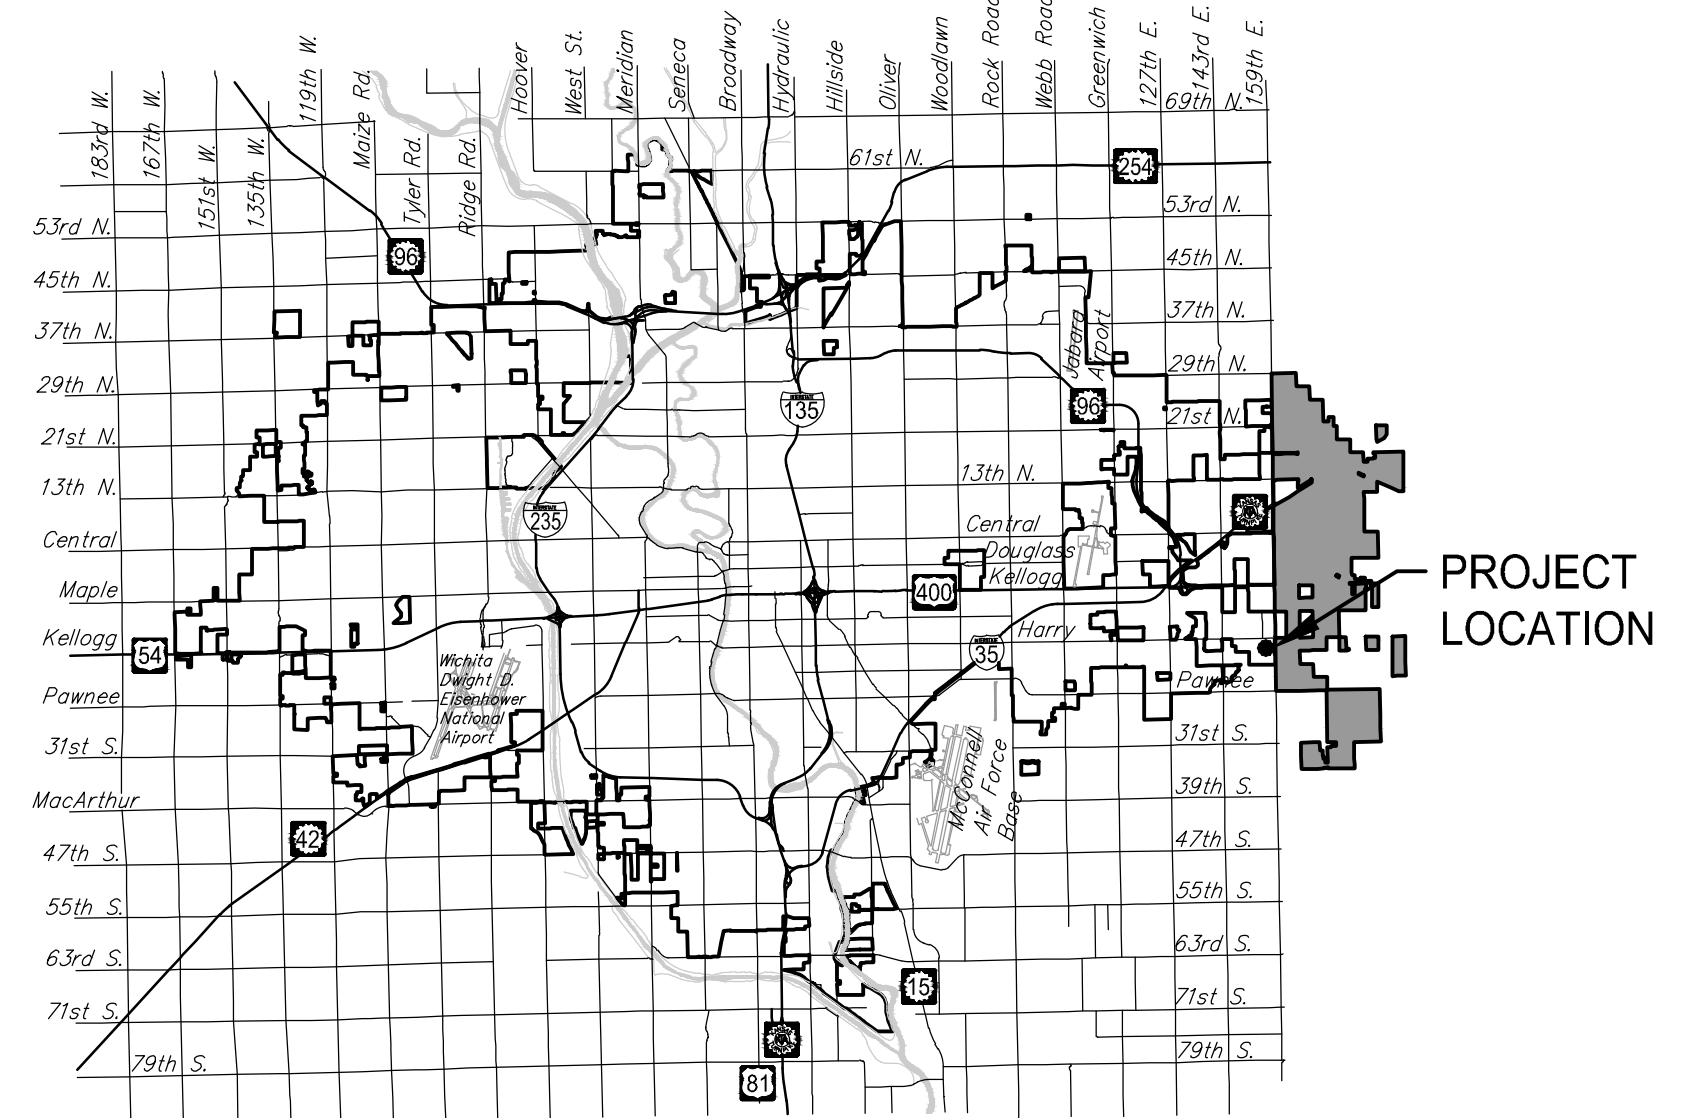 183rd W.
167th W.
151st W.
135th W.
119th W.
Maize Rd.
Tyler Rd.
Ridge Rd.
Hoover
West St.
Meridian
Seneca
Broadway
Hydraulic
Hillside
Oliver
Woodlawn
Rock Road
Webb Road
Greenwich
127th E.
143rd E.
159th E.
69th N.
61st N.
254
53rd N.
53rd N.
96
45th N.
45th N.
37th N.
37th N.
Jabara
Airport
29th N.
29th N.
96
135
INTERSTATE
21st N.
21st N.
13th N.
13th N.
235
INTERSTATE
Central
Central
Douglass
Kellogg
400
Maple
PROJECT
LOCATION
Kellogg
54
Harry
35
INTERSTATE
Wichita
Dwight D.
Eisenhower
National
Airport
Pawnee
Pawnee
31st S.
31st S.
McConnell
Air Force
Base
MacArthur
39th S.
42
47th S.
47th S.
55th S.
55th S.
63rd S.
63rd S.
15
71st S.
71st S.
79th S.
79th S.
81